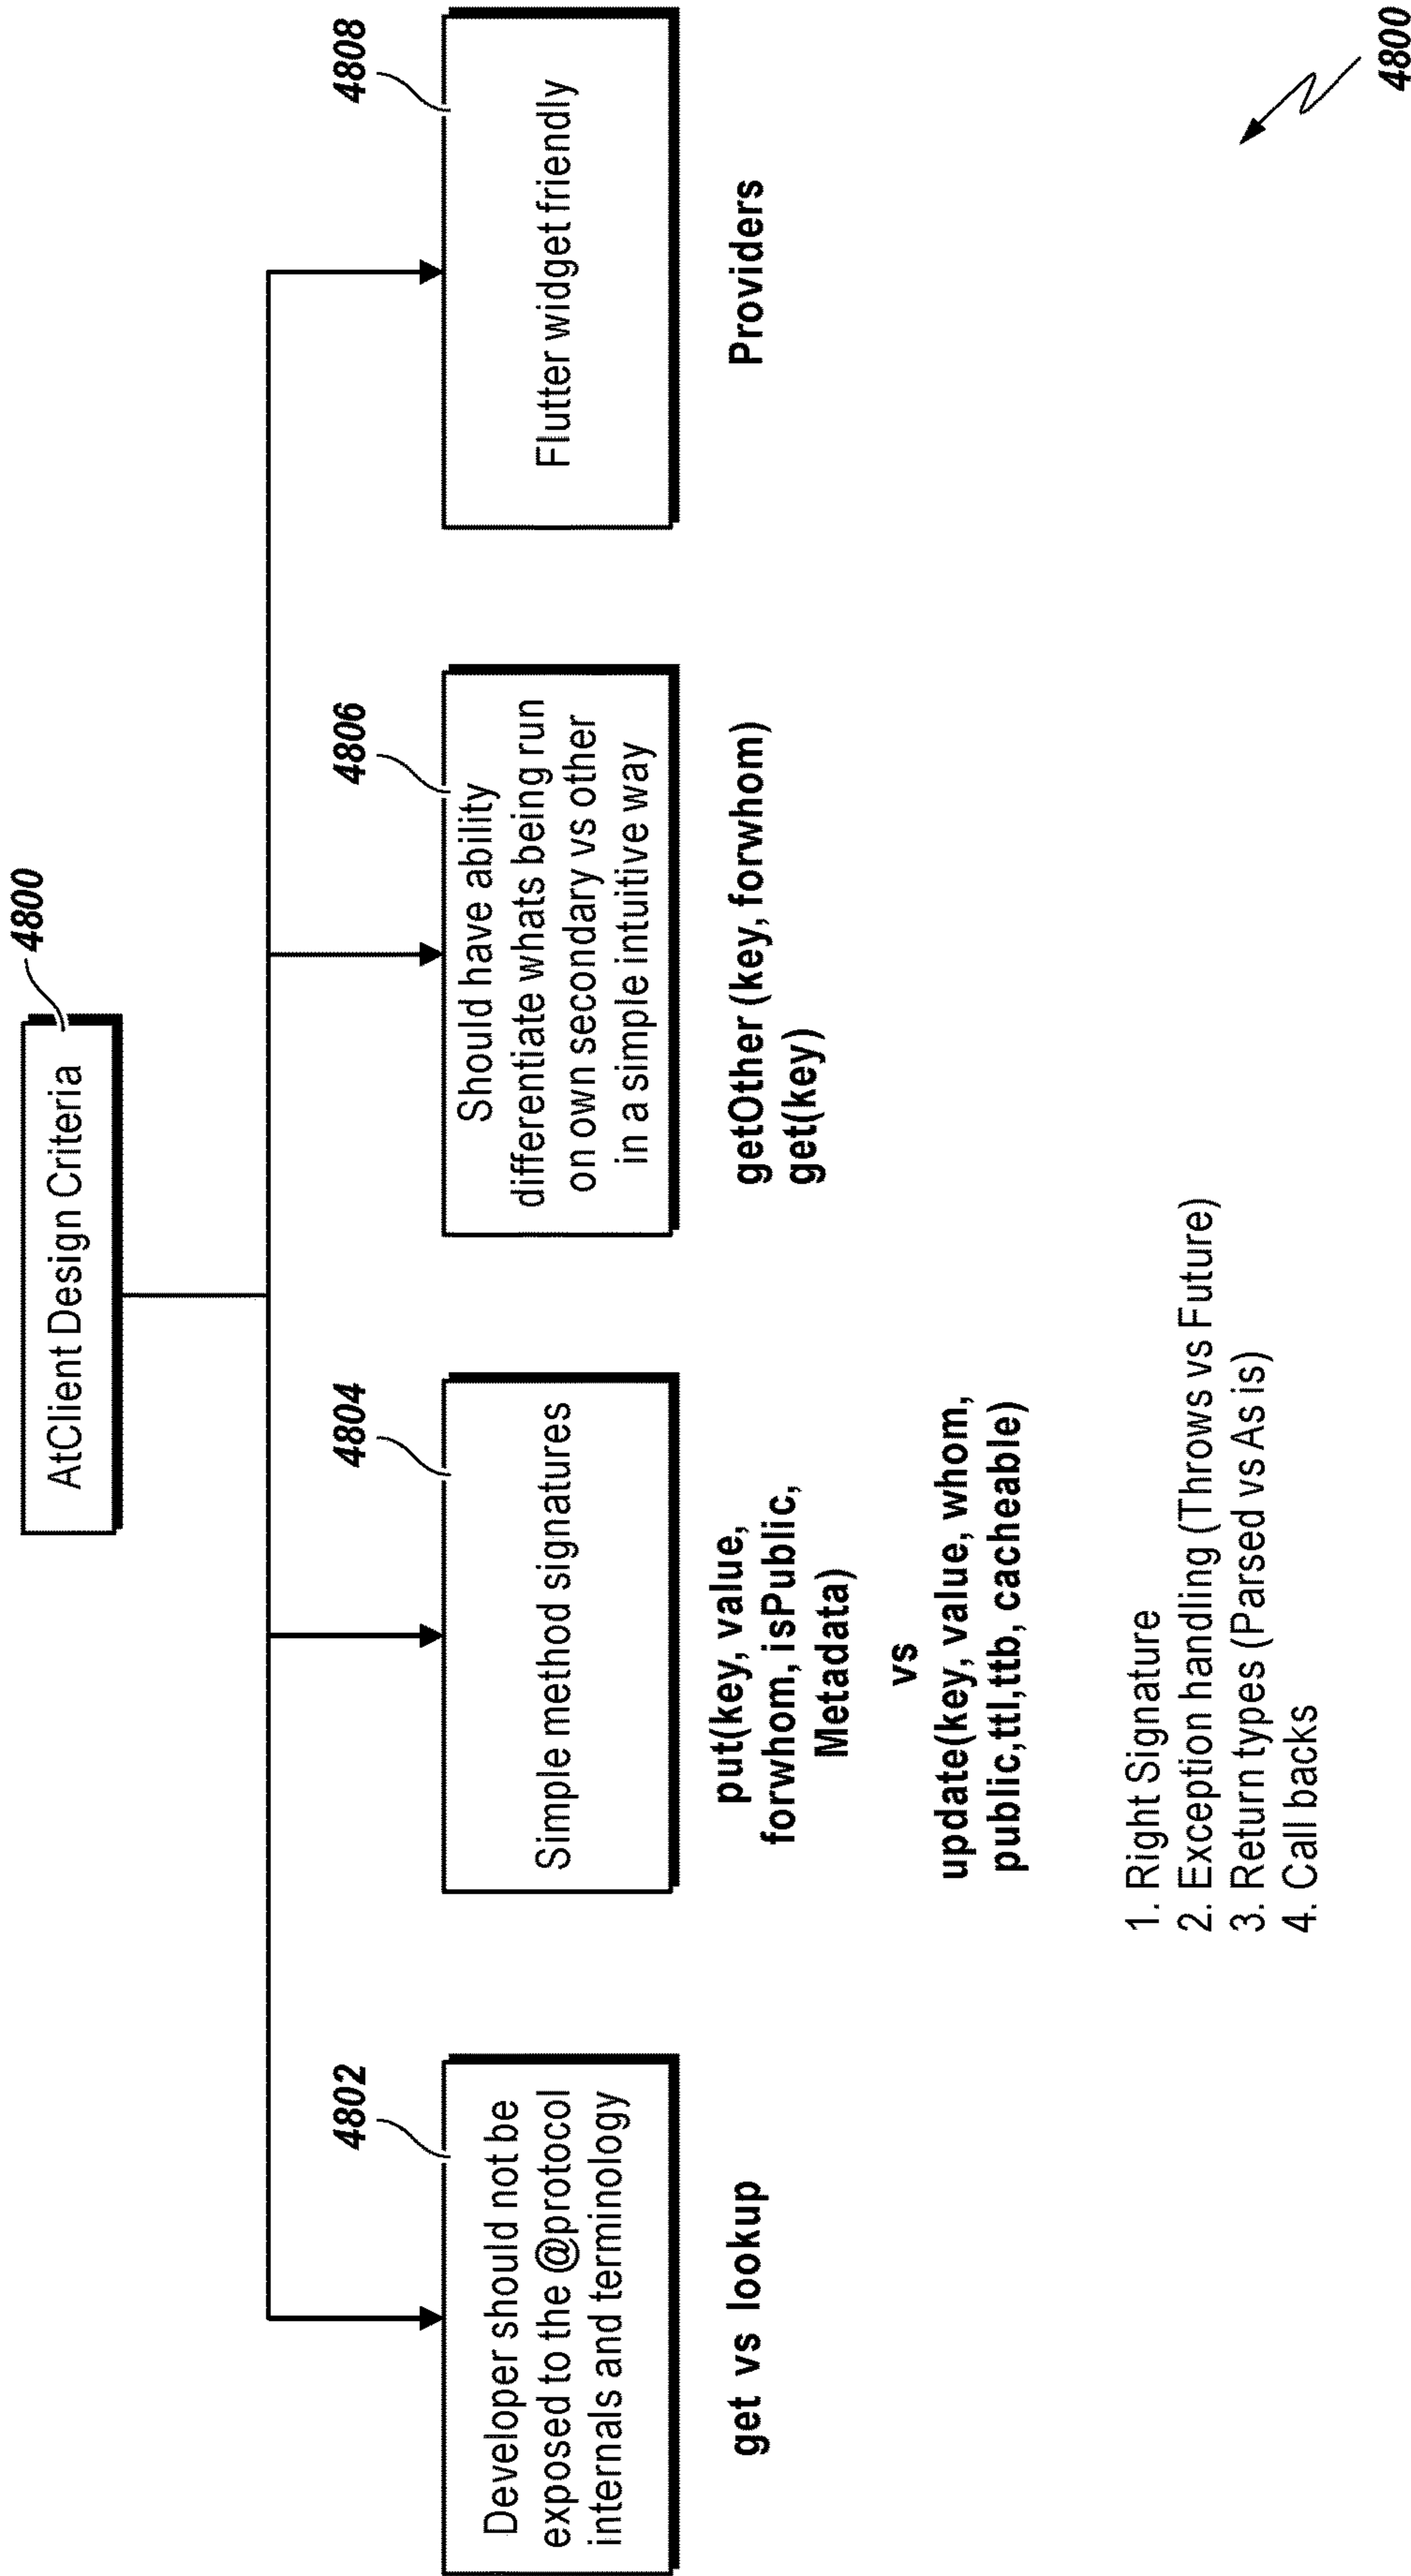 4800
AtClient Design Criteria
4802
Developer should not be
exposed to the @protocol
internals and terminology
get vs lookup
4804
Simple method signatures
put(key, value,
forwhom, isPublic,
Metadata)
vs
update(key, value, whom,
public,ttl,ttb, cacheable)
1. Right Signature
2. Exception handling (Throws vs Future)
3. Return types (Parsed vs As is)
4. Call backs
4806
Should have ability
differentiate whats being run
on own secondary vs other
in a simple intuitive way
getOther (key, forwhom)
get(key)
4808
Flutter widget friendly
Providers
4800